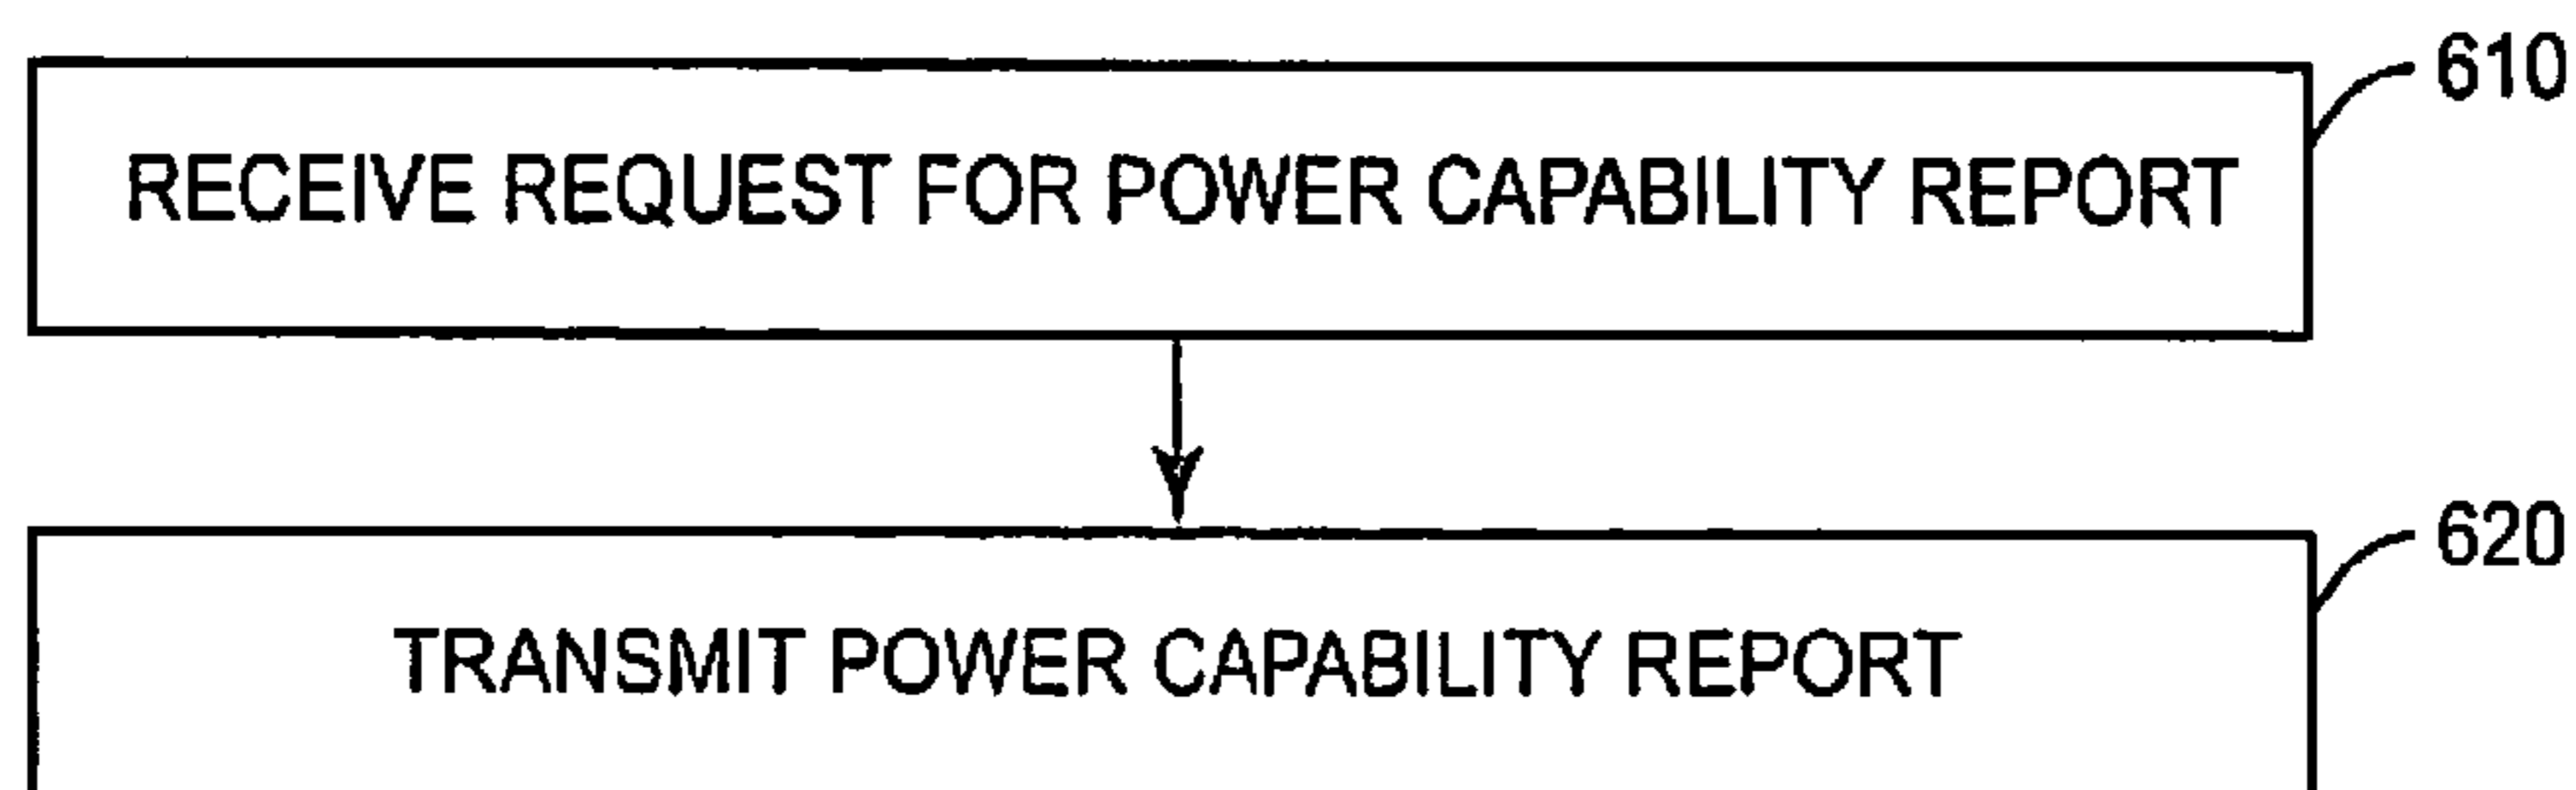 RECEIVE REQUEST FOR POWER CAPABILITY REPORT
610
TRANSMIT POWER CAPABILITY REPORT
620